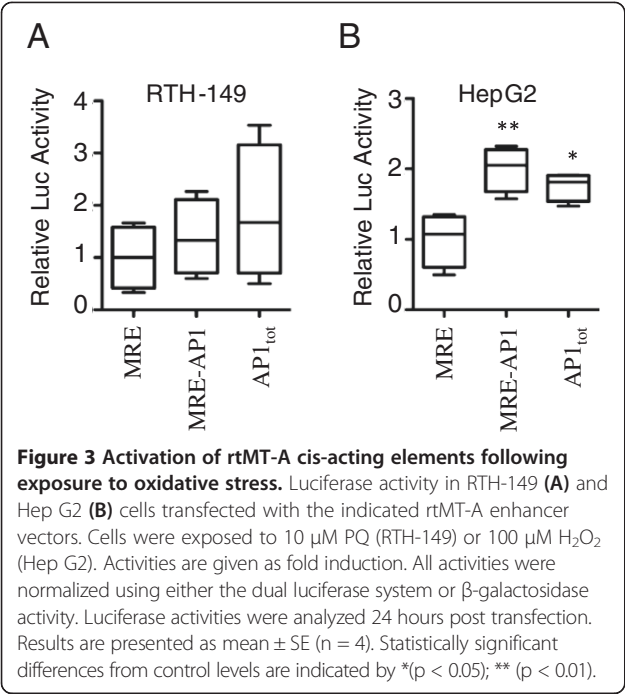 A
RTH-149
Relative Luc Activity
4
3
2
1
0
MRE
MRE-AP1
AP1tot
B
HepG2
Relative Luc Activity
3
2
1
0
**
*
MRE
MRE-AP1
AP1tot
Figure 3 Activation of rtMT-A cis-acting elements following
exposure to oxidative stress. Luciferase activity in RTH-149 (A) and
Hep G2 (B) cells transfected with the indicated rtMT-A enhancer
vectors. Cells were exposed to 10 μM PQ (RTH-149) or 100 μM H₂O₂
(Hep G2). Activities are given as fold induction. All activities were
normalized using either the dual luciferase system or β-galactosidase
activity. Luciferase activities were analyzed 24 hours post transfection.
Results are presented as mean ± SE (n = 4). Statistically significant
differences from control levels are indicated by *(p < 0.05); ** (p < 0.01).